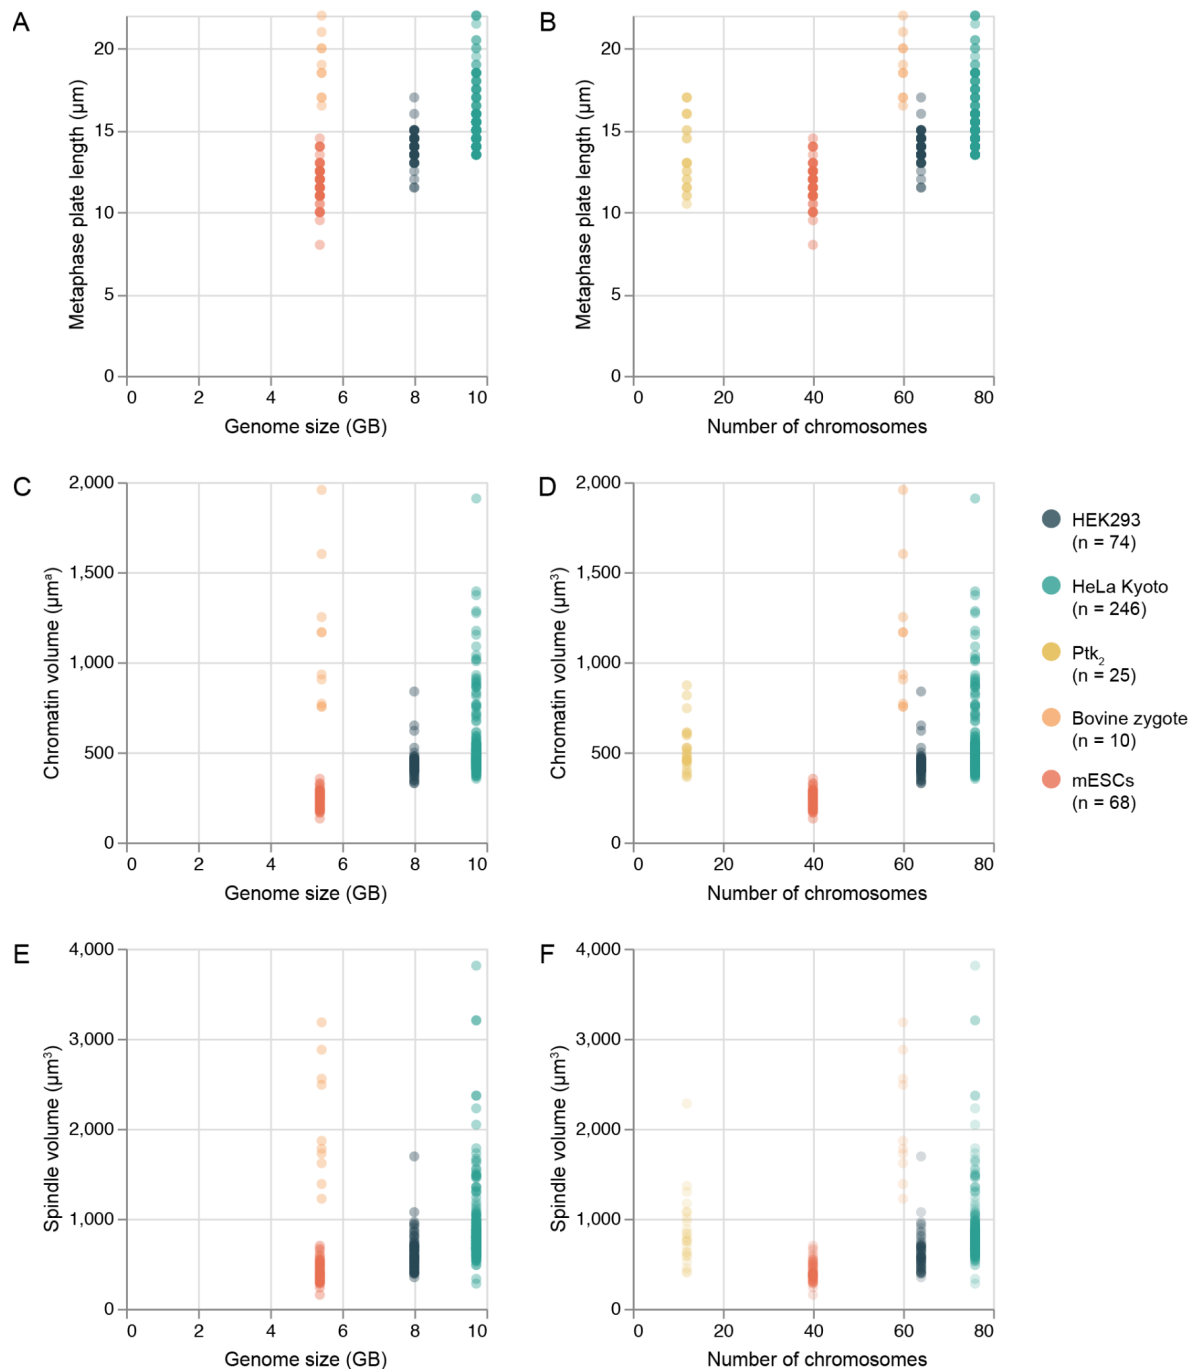 A
Metaphase plate length (µm)
20
15
10
5
0
0 2 4 6 8 10
Genome size (GB)
B
Metaphase plate length (µm)
20
15
10
5
0
0 20 40 60 80
Number of chromosomes
C
Chromatin volume (µmª)
2,000
1,500
1,000
500
0
0 2 4 6 8 10
Genome size (GB)
D
Chromatin volume (µm³)
2,000
1,500
1,000
500
0
0 20 40 60 80
Number of chromosomes
HEK293
(n = 74)
HeLa Kyoto
(n = 246)
Ptk₂
(n = 25)
Bovine zygote
(n = 10)
mESCs
(n = 68)
E
Spindle volume (µm³)
4,000
3,000
2,000
1,000
0
0 2 4 6 8 10
Genome size (GB)
F
Spindle volume (µm³)
4,000
3,000
2,000
1,000
0
0 20 40 60 80
Number of chromosomes